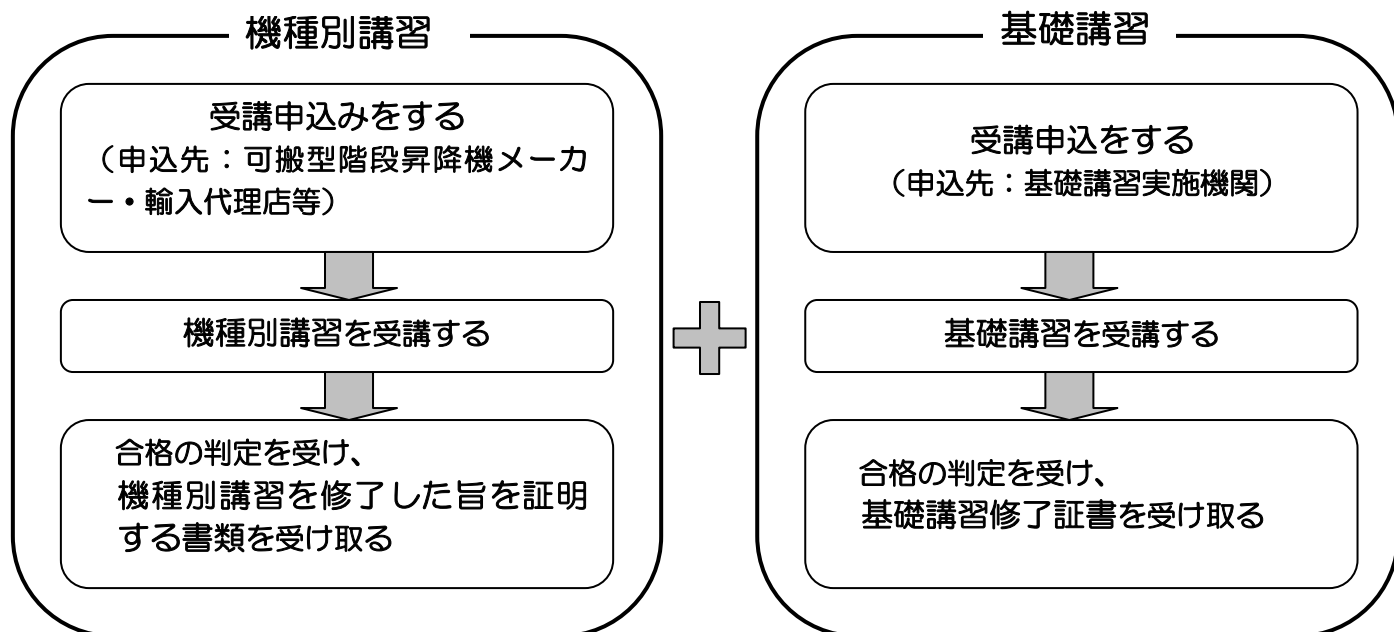 機種別講習
受講申込みをする
（申込先：可搬型階段昇降機メーカ
ー・輸入代理店等）
機種別講習を受講する
合格の判定を受け、
機種別講習を修了した旨を証明
する書類を受け取る
基礎講習
受講申込をする
（申込先：基礎講習実施機関）
基礎講習を受講する
合格の判定を受け、
基礎講習修了証書を受け取る